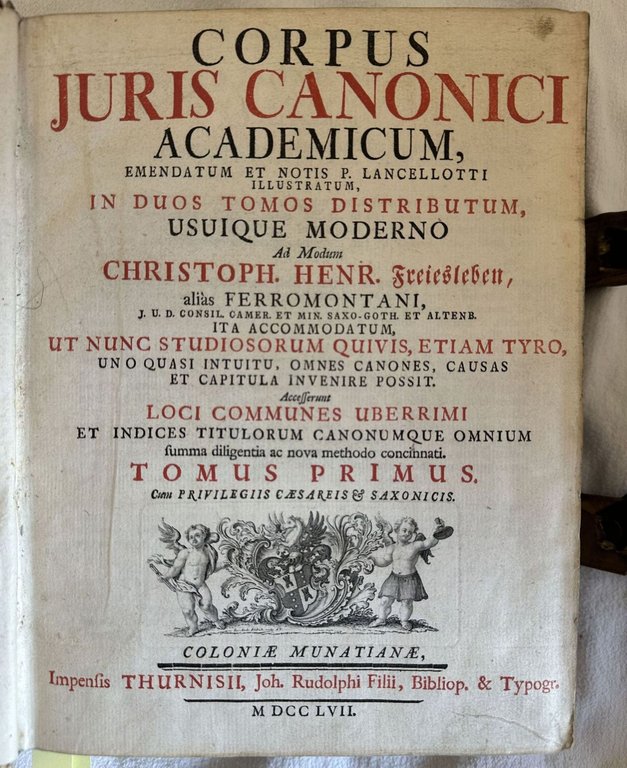 CORPUS
JURIS CANONICI
ACADEMICUM,
EMENDATUM ET NOTIS P. LANCELLOTTI
ILLUSTRATUM,
IN DUOS TOMOS DISTRIBUTUM,
USUIQUE MODERNO
Ad Modum
CHRISTOPH. HENR. Freiesleben,
aliàs FERROMONTANI,
J. U. D. CONSIL. CAMER. ET MIN. SAXO-GOTH. ET ALTENB.
ITA ACCOMMODATUM,
UT NUNC STUDIOSORUM QUIVIS, ETIAM TYRO,
UNO QUASI INTUITU, OMNES CANONES, CAUSAS
ET CAPITULA INVENIRE POSSIT.
Acceſſerunt
LOCI COMMUNES UBERRIMI
ET INDICES TITULORUM CANONUMQUE OMNIUM
ſumma diligentia ac nova methodo concinnati.
TOMUS PRIMUS.
Cum PRIVILEGIIS CÆSAREIS & SAXONICIS.
COLONIÆ MUNATIANÆ,
Impenſis THURNISII, Joh. Rudolphi Filii, Bibliop. & Typogr.
M DCC LVII.